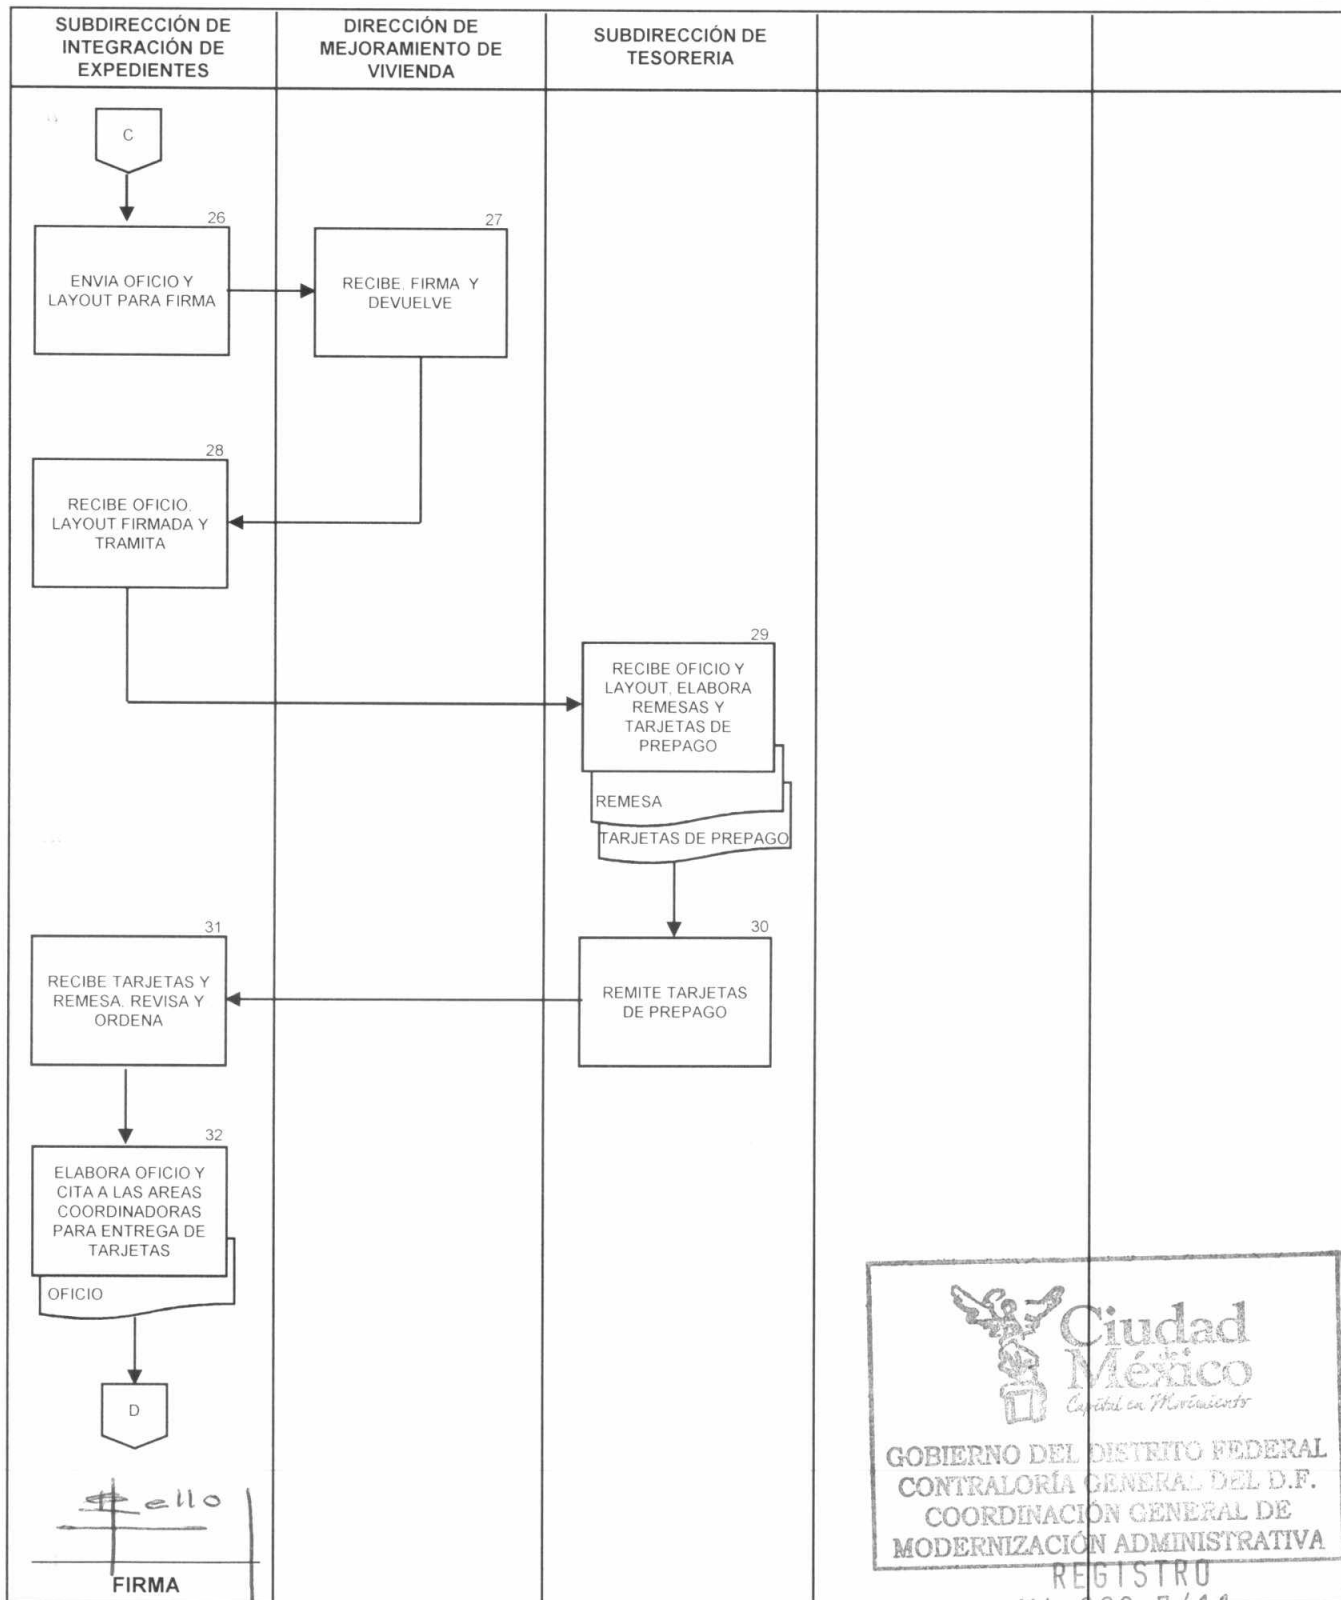 SUBDIRECCIÓN DE
INTEGRACIÓN DE
EXPEDIENTES
DIRECCIÓN DE
MEJORAMIENTO DE
VIVIENDA
SUBDIRECCIÓN DE
TESORERIA
C
26
ENVIA OFICIO Y
LAYOUT PARA FIRMA
27
RECIBE, FIRMA Y
DEVUELVE
28
RECIBE OFICIO,
LAYOUT FIRMADA Y
TRAMITA
29
RECIBE OFICIO Y
LAYOUT, ELABORA
REMESAS Y
TARJETAS DE
PREPAGO
REMESA
TARJETAS DE PREPAGO
30
REMITE TARJETAS
DE PREPAGO
31
RECIBE TARJETAS Y
REMESA, REVISA Y
ORDENA
32
ELABORA OFICIO Y
CITA A LAS AREAS
COORDINADORAS
PARA ENTREGA DE
TARJETAS
OFICIO
D
FIRMA
Ciudad
de
México
Capital en Movimiento
GOBIERNO DEL DISTRITO FEDERAL
CONTRALORÍA GENERAL DEL D.F.
COORDINACIÓN GENERAL DE
MODERNIZACIÓN ADMINISTRATIVA
REGISTRO